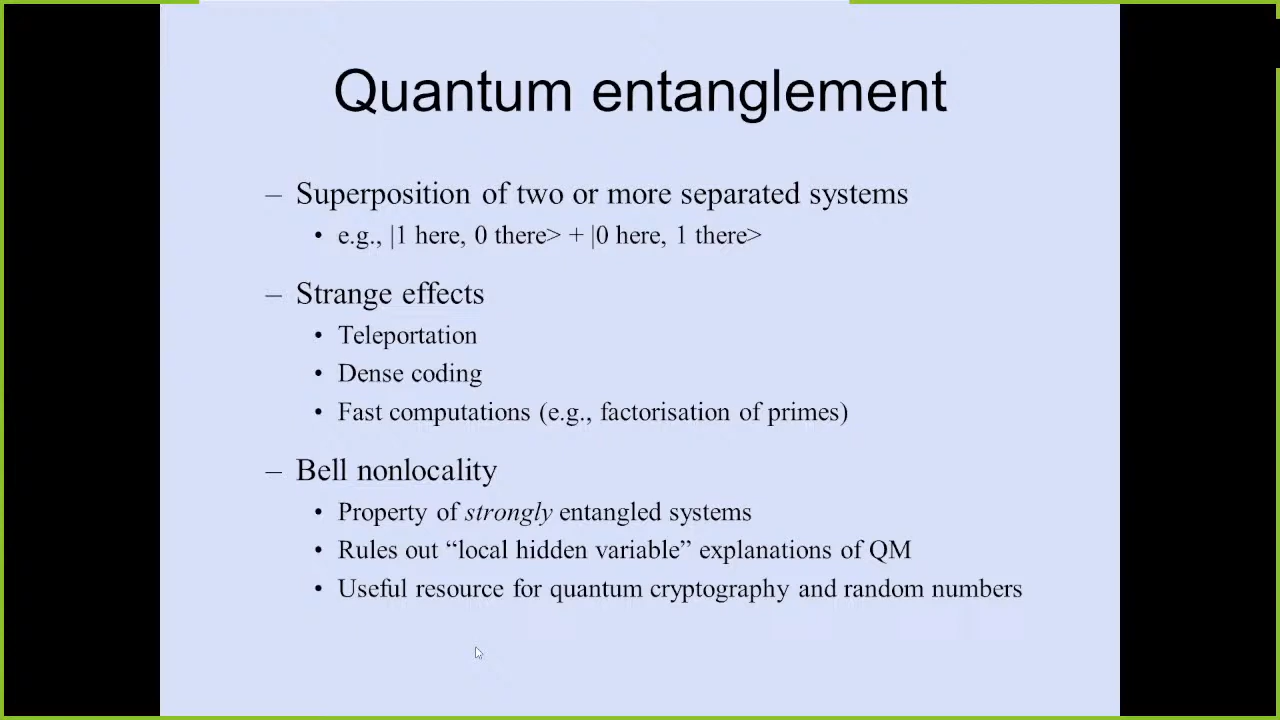 Quantum entanglement
– Superposition of two or more separated systems
• e.g., |1 here, 0 there> + |0 here, 1 there>
– Strange effects
• Teleportation
• Dense coding
• Fast computations (e.g., factorisation of primes)
– Bell nonlocality
• Property of strongly entangled systems
• Rules out “local hidden variable” explanations of QM
• Useful resource for quantum cryptography and random numbers